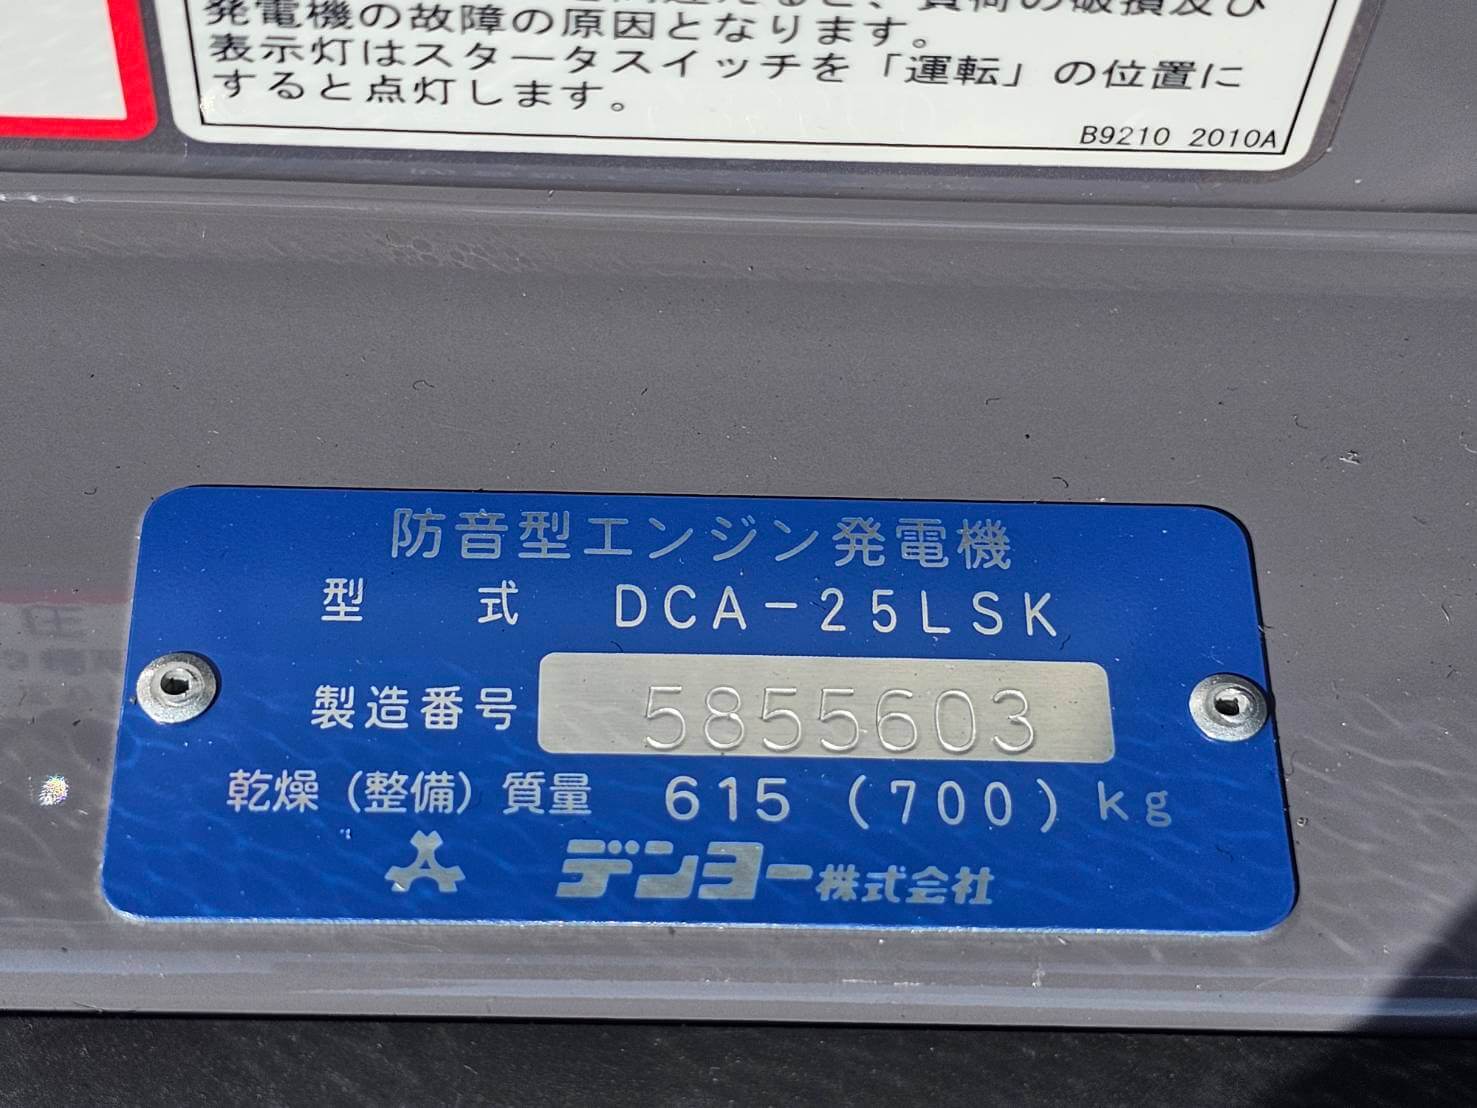 発電機の故障の原因となります。
表示灯はスタータスイッチを「運転」の位置に
すると点灯します。
B9210 2010A
防音型エンジン発電機
型 式 DCA-25LSK
製造番号 5855603
乾燥（整備）質量 615（700）kg
デンヨー株式会社